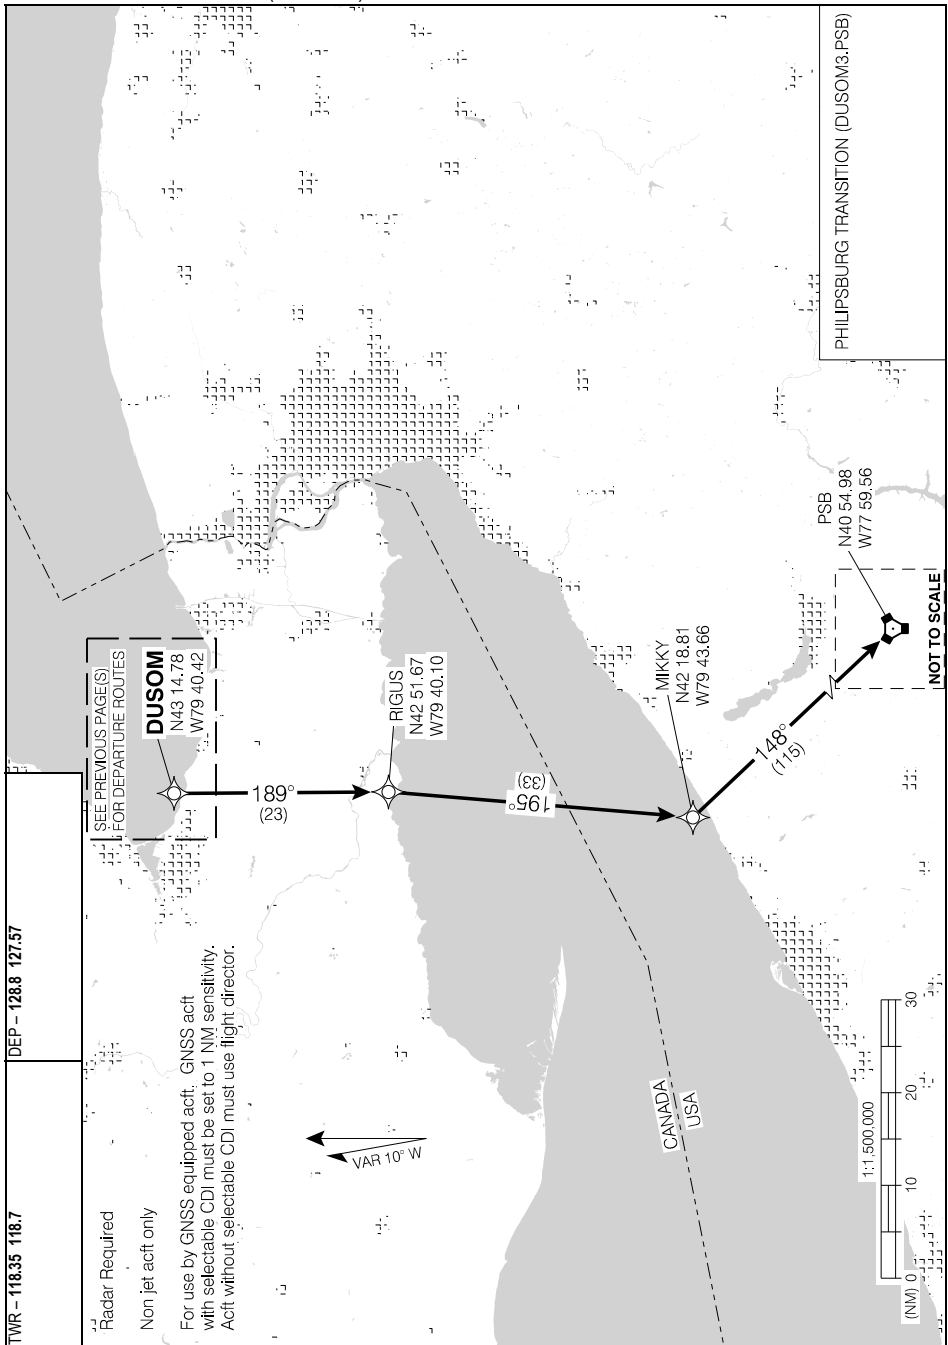 TWR – 118.35 118.7
DEP – 128.8 127.57
Radar Required
Non jet acft only
For use by GNSS equipped acft. GNSS acft
with selectable CDI must be set to 1 NM sensitivity.
Acft without selectable CDI must use flight director.
SEE PREVIOUS PAGE(S)
FOR DEPARTURE ROUTES
DUSOM
N43 14.78
W79 40.42
189°
(23)
RIGUS
N42 51.67
W79 40.10
195°
(33)
MIKKY
N42 18.81
W79 43.66
148°
(115)
PSB
N40 54.98
W77 59.56
NOT TO SCALE
VAR 10° W
CANADA
USA
1:1,500,000
(NM) 0 10 20 30
PHILIPSBURG TRANSITION (DUSOM3.PSB)